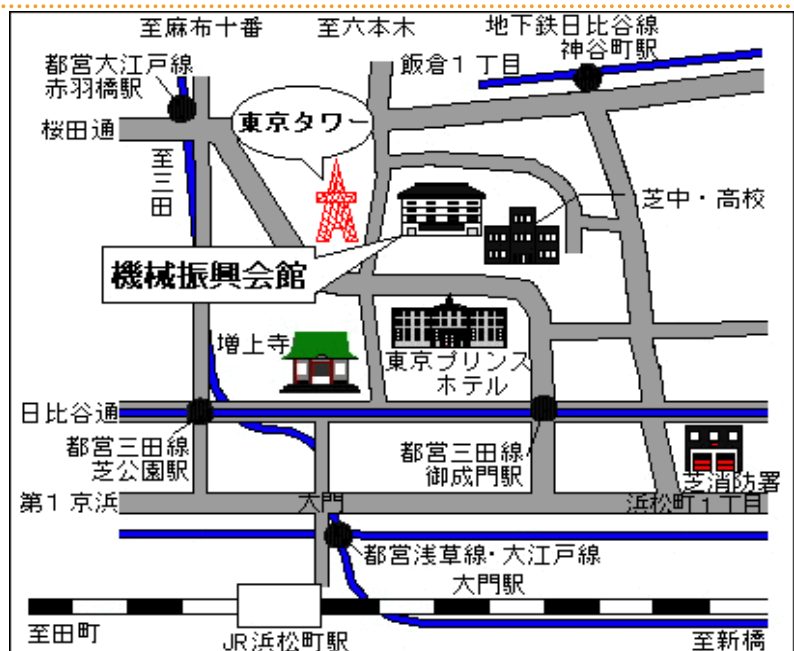 至麻布十番
至六本木
地下鉄日比谷線
神谷町駅
都営大江戸線
赤羽橋駅
飯倉1丁目
桜田通
東京タワー
至三田
芝中・高校
機械振興会館
増上寺
東京プリンス
ホテル
日比谷通
都営三田線
芝公園駅
都営三田線
御成門駅
芝消防署
第1京浜
大門
浜松町1丁目
都営浅草線・大江戸線
大門駅
至田町
JR浜松町駅
至新橋